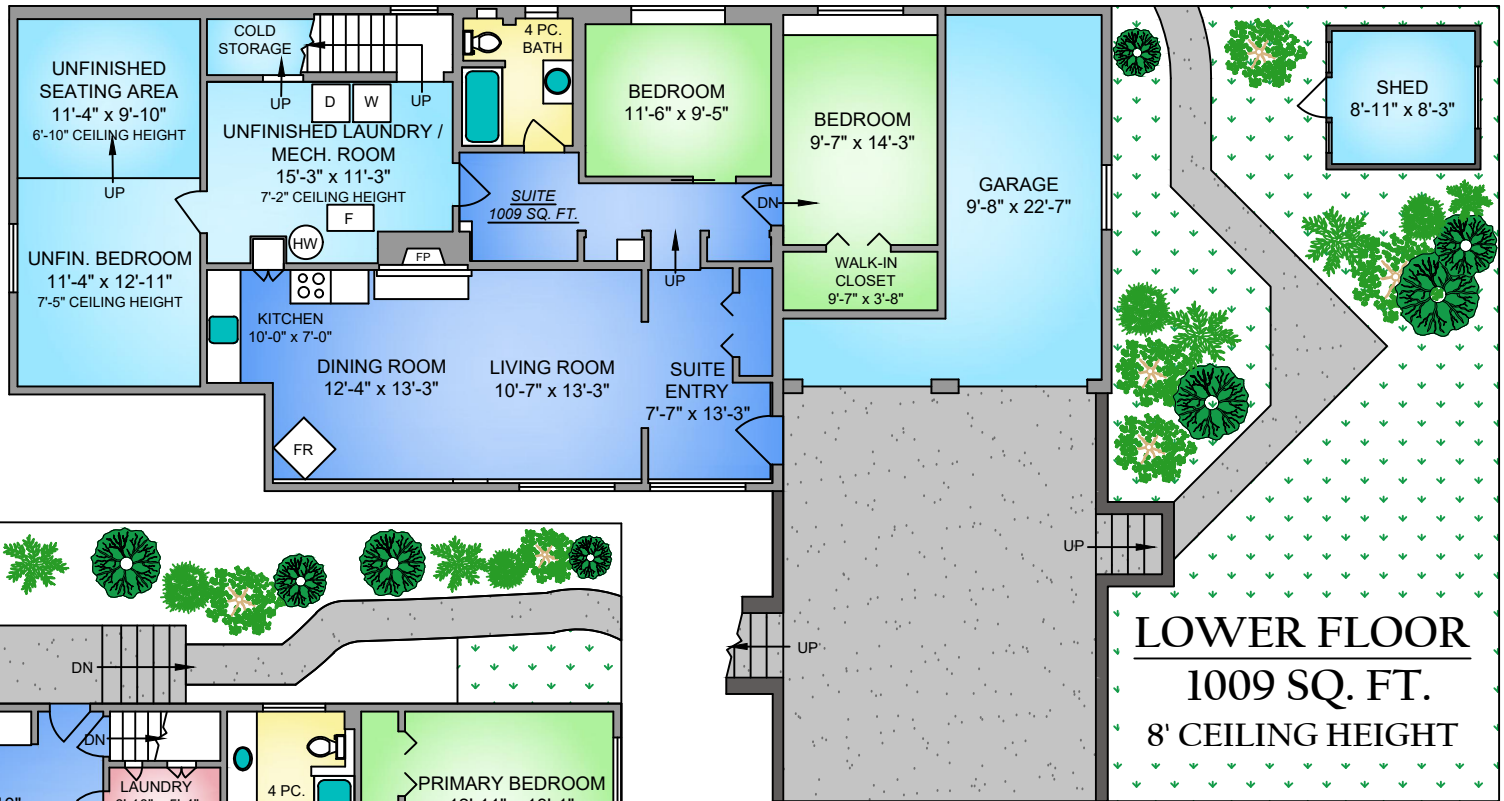 UNFINISHED
SEATING AREA
11'-4" x 9'-10"
6'-10" CEILING HEIGHT
UP
COLD
STORAGE
UP
D
W
UP
UNFINISHED LAUNDRY /
MECH. ROOM
15'-3" x 11'-3"
7'-2" CEILING HEIGHT
F
HW
4 PC.
BATH
BEDROOM
11'-6" x 9'-5"
SUITE
1009 SQ. FT.
DN
BEDROOM
9'-7" x 14'-3"
WALK-IN
CLOSET
9'-7" x 3'-8"
GARAGE
9'-8" x 22'-7"
SHED
8'-11" x 8'-3"
UNFIN. BEDROOM
11'-4" x 12'-11"
7'-5" CEILING HEIGHT
FP
UP
KITCHEN
10'-0" x 7'-0"
DINING ROOM
12'-4" x 13'-3"
LIVING ROOM
10'-7" x 13'-3"
SUITE
ENTRY
7'-7" x 13'-3"
FR
UP
UP
LOWER FLOOR
1009 SQ. FT.
8' CEILING HEIGHT
DN
DN
LAUNDRY
4 PC.
PRIMARY BEDROOM